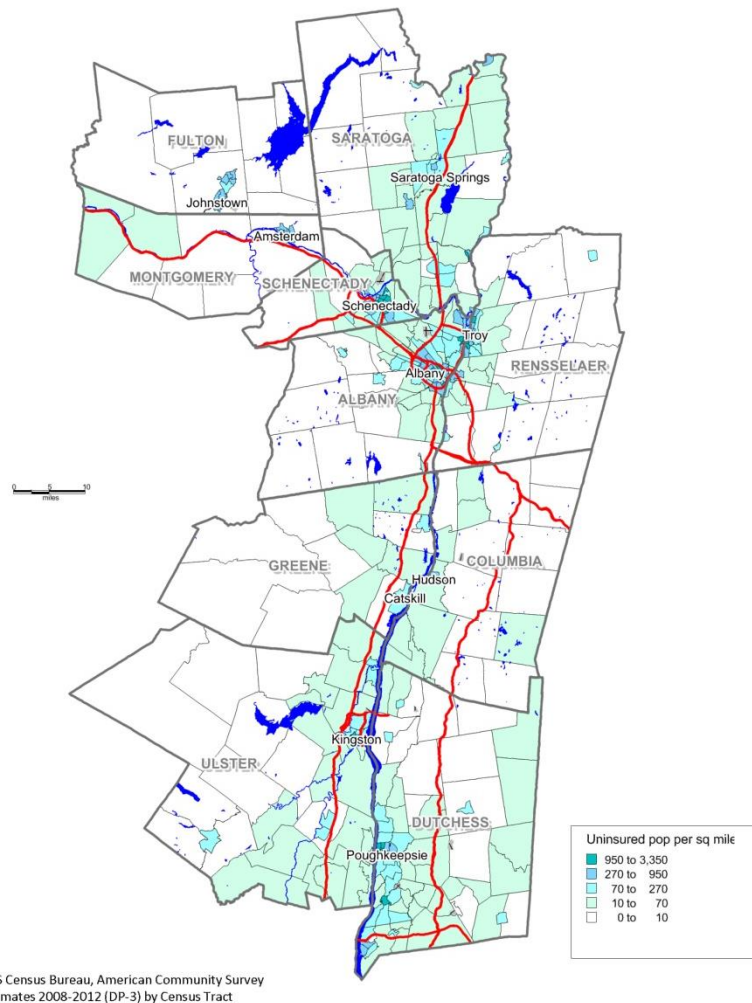 FULTON
SARATOGA
Saratoga Springs
Johnstown
Amsterdam
MONTGOMERY
SCHENECTADY
Schenectady
Troy
RENSSELAER
Albany
ALBANY
0 5 10
miles
GREENE
COLUMBIA
Hudson
Catskill
Kingston
ULSTER
DUTCHESS
Poughkeepsie
Uninsured pop per sq mile
950 to 3,350
270 to 950
70 to 270
10 to 70
0 to 10
S Census Bureau, American Community Survey
mates 2008-2012 (DP-3) by Census Tract